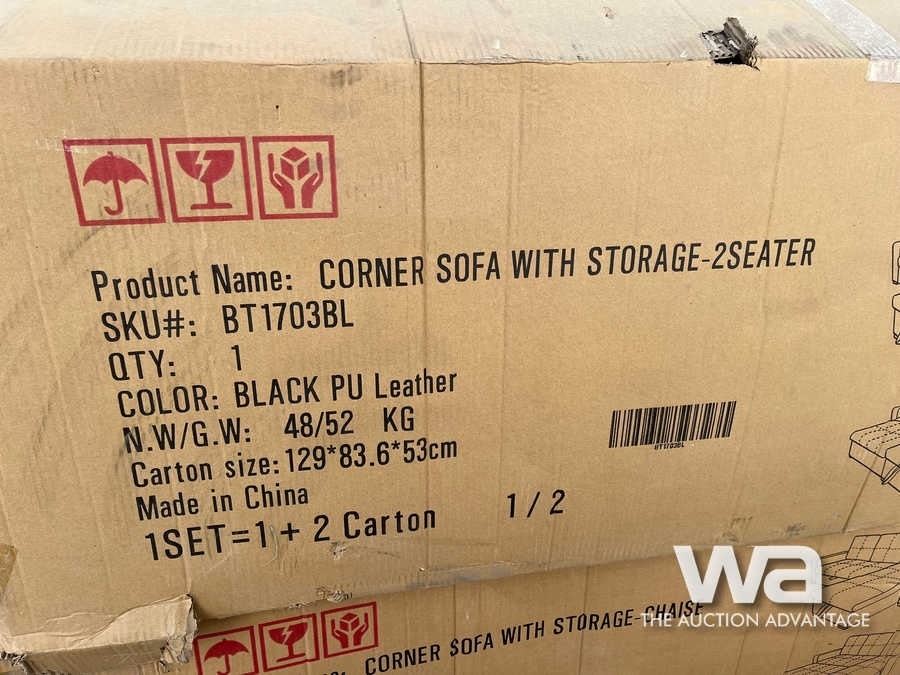 Product Name: CORNER SOFA WITH STORAGE-2SEATER
SKU#: BT1703BL
QTY: 1
COLOR: BLACK PU Leather
N.W/G.W: 48/52 KG
Carton size: 129*83.6*53cm
Made in China
1SET=1 + 2 Carton 1 / 2
BT1703BL
wa
THE AUCTION ADVANTAGE
CORNER SOFA WITH STORAGE-CHAISE